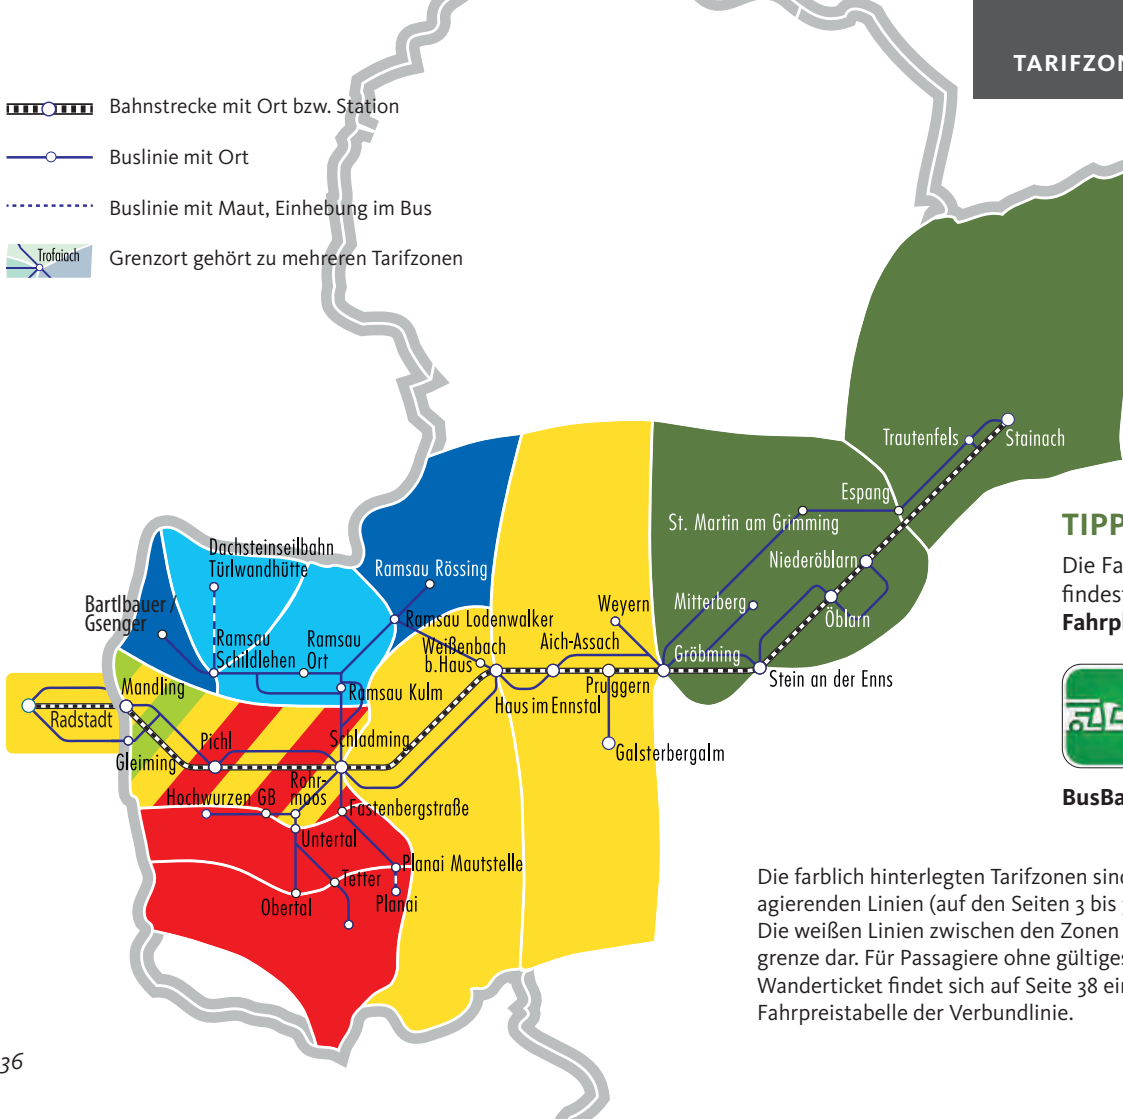 TARIFZON
Bahnstrecke mit Ort bzw. Station
Buslinie mit Ort
Buslinie mit Maut, Einhebung im Bus
Trofaiach
Grenzort gehört zu mehreren Tarifzonen
Trautenfels
Stainach
Espang
St. Martin am Grimming
Niederöblarn
Mitterberg
Öblarn
Gröbming
Stein an der Enns
Dachsteinseilbahn
Türlwandhütte
Ramsau Rössing
Bartlbauer /
Gsenger
Ramsau
Schildlehen
Ramsau
Ort
Ramsau Lodenwalker
Weißenbach
b.Haus
Weyern
Aich-Assach
Pruggern
Haus im Ennstal
Galsterbergalm
Ramsau Kulm
Mandling
Radstadt
Gleiming
Pichl
Schladming
Rohr-
moos
Hochwurzen GB
Fastenbergstraße
Untertal
Planai Mautstelle
Tetter
Planai
Obertal
TIPP
Die Fa
findest
Fahrpl
BusBa
Die farblich hinterlegten Tarifzonen sind
agierenden Linien (auf den Seiten 3 bis
Die weißen Linien zwischen den Zonen
grenze dar. Für Passagiere ohne gültiges
Wanderticket findet sich auf Seite 38 ein
Fahrpreistabelle der Verbundlinie.
36